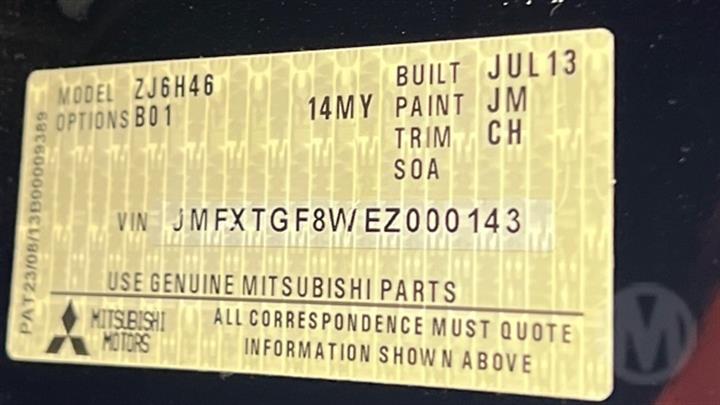 MODEL ZJ6H46
OPTIONS B01
14MY
BUILT JUL13
PAINT JM
TRIM CH
SOA
VIN JMFXTGF8WEZ000143
USE GENUINE MITSUBISHI PARTS
MITSUBISHI
MOTORS
ALL CORRESPONDENCE MUST QUOTE
INFORMATION SHOWN ABOVE
PAT23/08/13B00009389
M